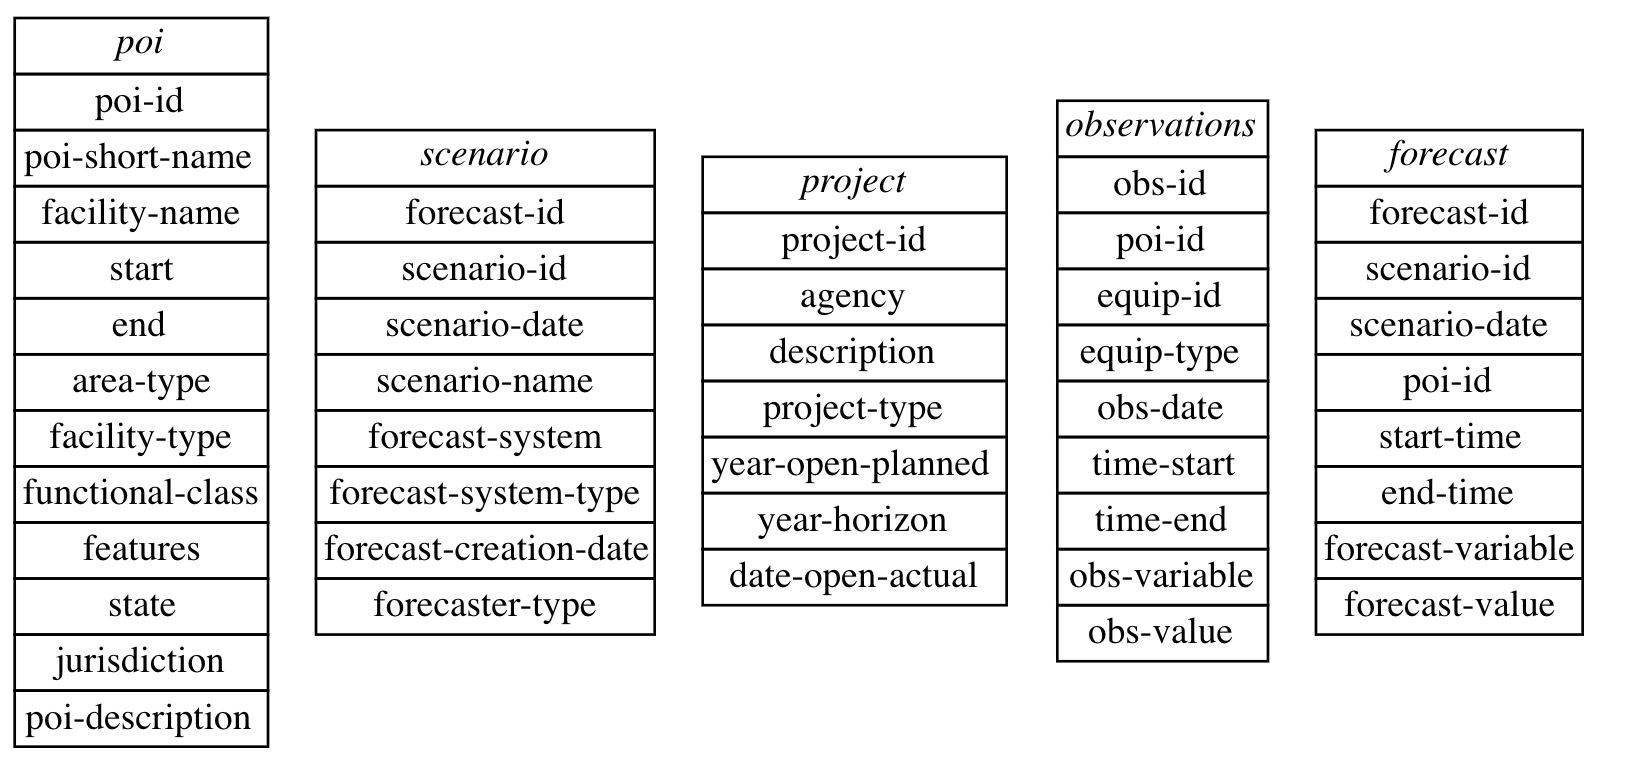 poi
poi-id
poi-short-name
facility-name
start
end
area-type
facility-type
functional-class
features
state
jurisdiction
poi-description
scenario
forecast-id
scenario-id
scenario-date
scenario-name
forecast-system
forecast-system-type
forecast-creation-date
forecaster-type
project
project-id
agency
description
project-type
year-open-planned
year-horizon
date-open-actual
observations
obs-id
poi-id
equip-id
equip-type
obs-date
time-start
time-end
obs-variable
obs-value
forecast
forecast-id
scenario-id
scenario-date
poi-id
start-time
end-time
forecast-variable
forecast-value